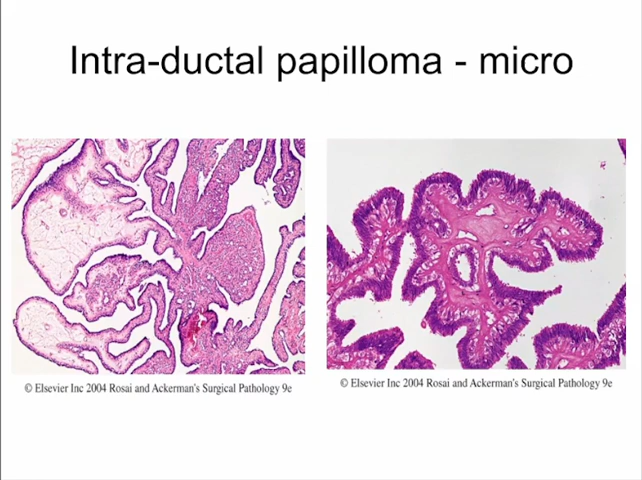 Intra-ductal papilloma - micro
© Elsevier Inc 2004 Rosai and Ackerman's Surgical Pathology 9e
© Elsevier Inc 2004 Rosai and Ackerman's Surgical Pathology 9e